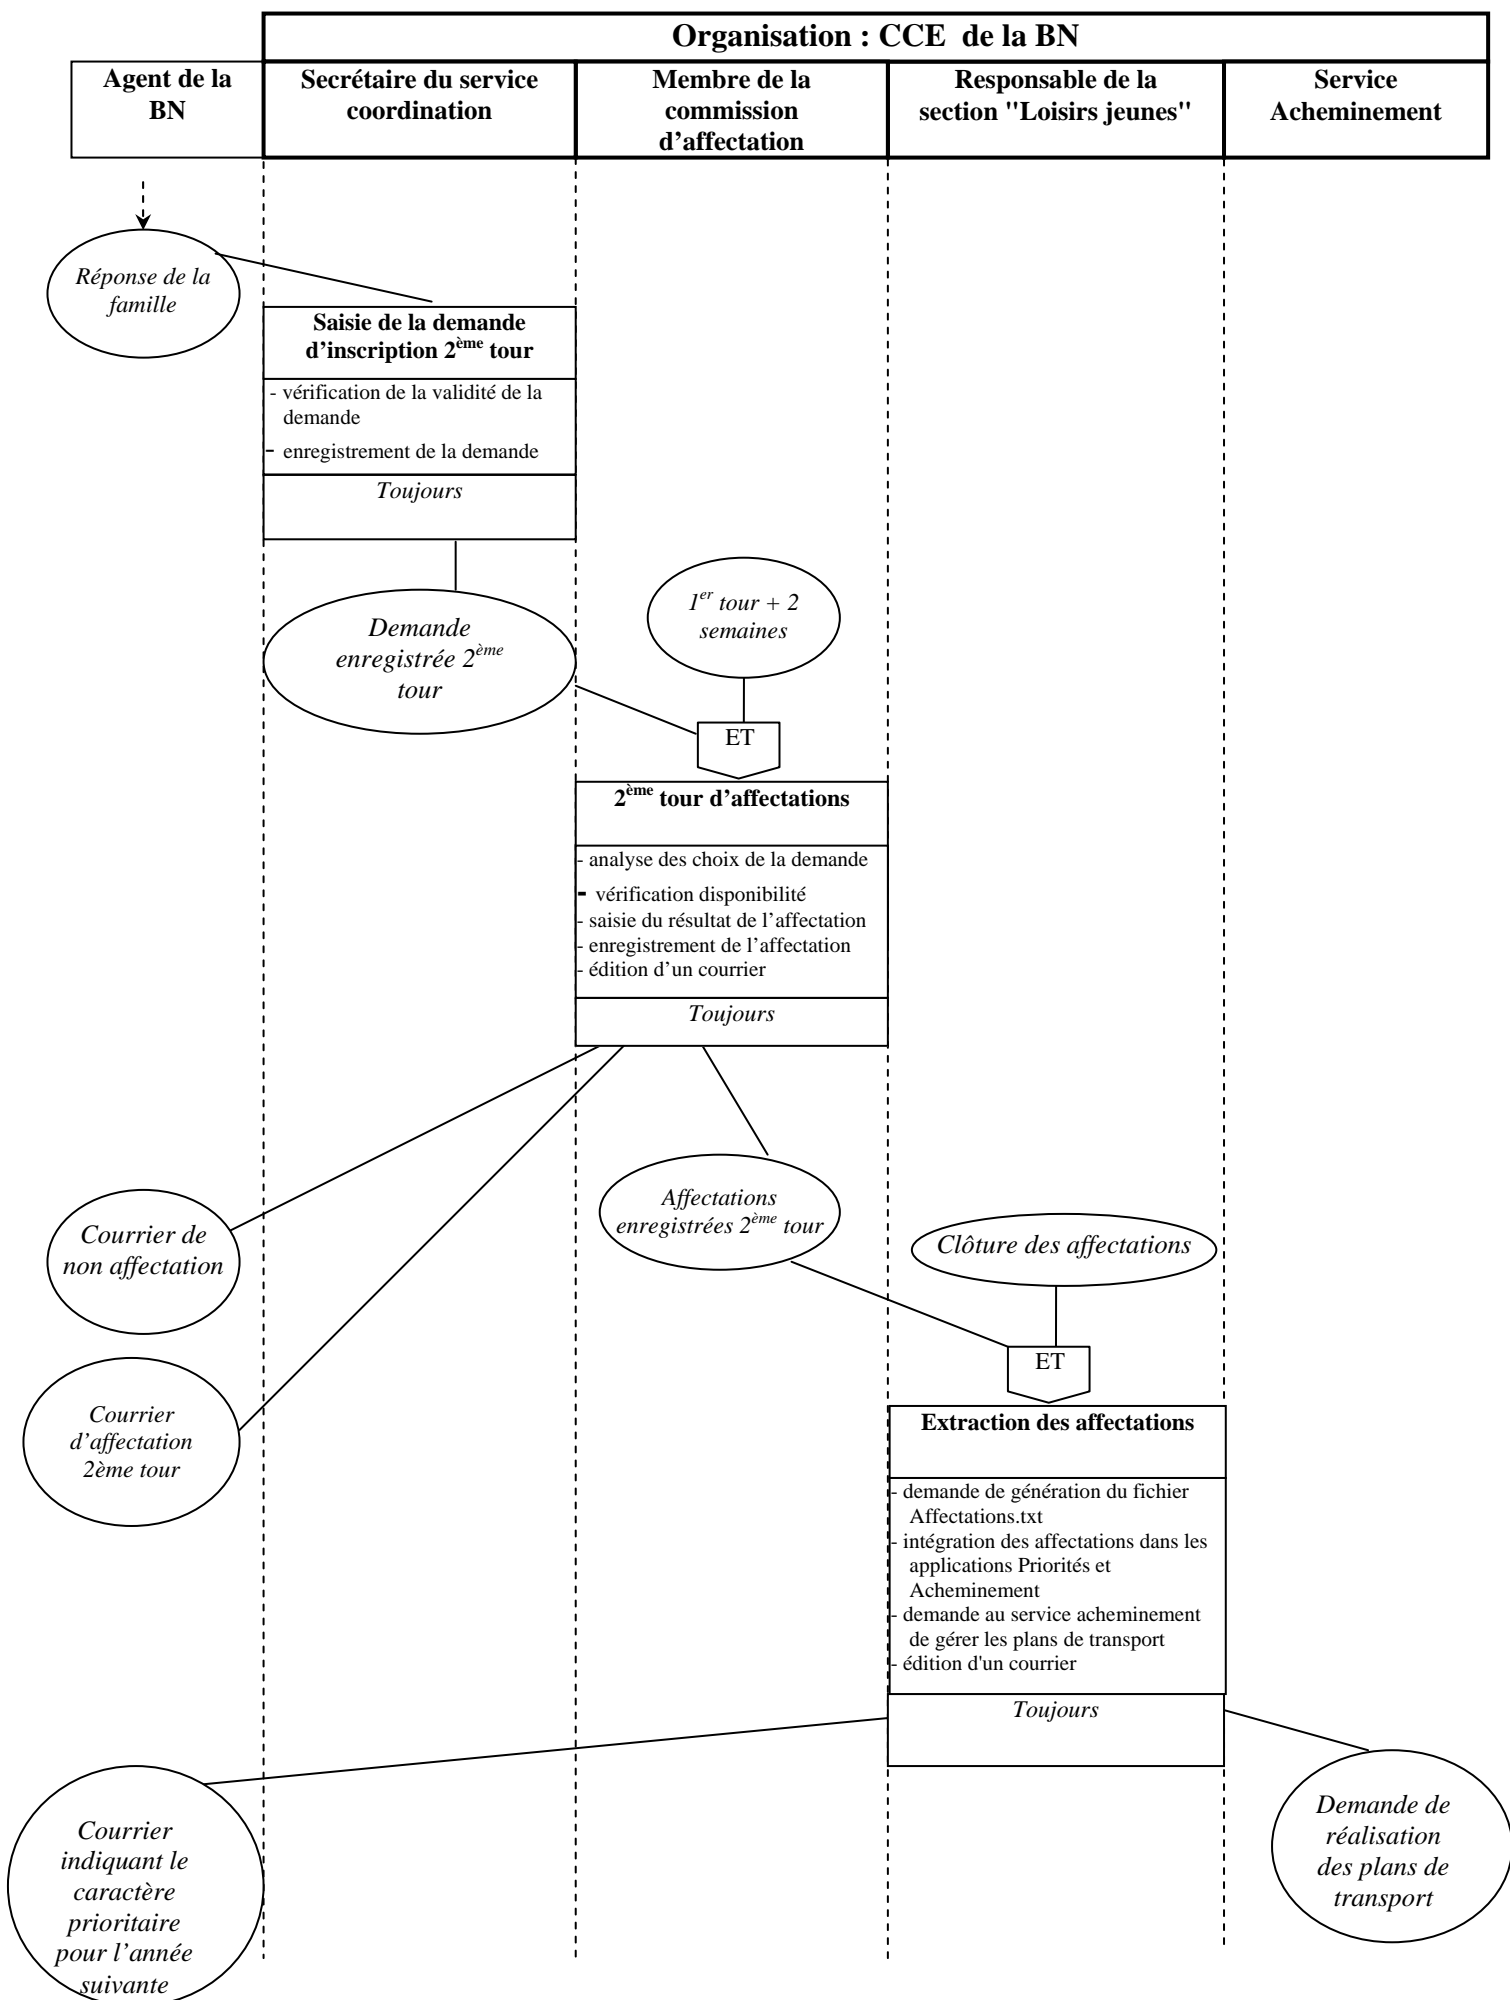 Organisation : CCE de la BN
Agent de la
BN
Secrétaire du service
coordination
Membre de la
commission
d’affectation
Responsable de la
section "Loisirs jeunes"
Service
Acheminement
Réponse de la
famille
Saisie de la demande
d’inscription 2ème tour
- vérification de la validité de la
demande
- enregistrement de la demande
Toujours
Demande
enregistrée 2ème
tour
1er tour + 2
semaines
ET
2ème tour d’affectations
- analyse des choix de la demande
- vérification disponibilité
- saisie du résultat de l’affectation
- enregistrement de l’affectation
- édition d’un courrier
Toujours
Courrier de
non affectation
Affectations
enregistrées 2ème tour
Clôture des affectations
ET
Courrier
d’affectation
2ème tour
Extraction des affectations
- demande de génération du fichier
Affectations.txt
- intégration des affectations dans les
applications Priorités et
Acheminement
- demande au service acheminement
de gérer les plans de transport
- édition d'un courrier
Toujours
Courrier
indiquant le
caractère
prioritaire
pour l’année
suivante
Demande de
réalisation
des plans de
transport